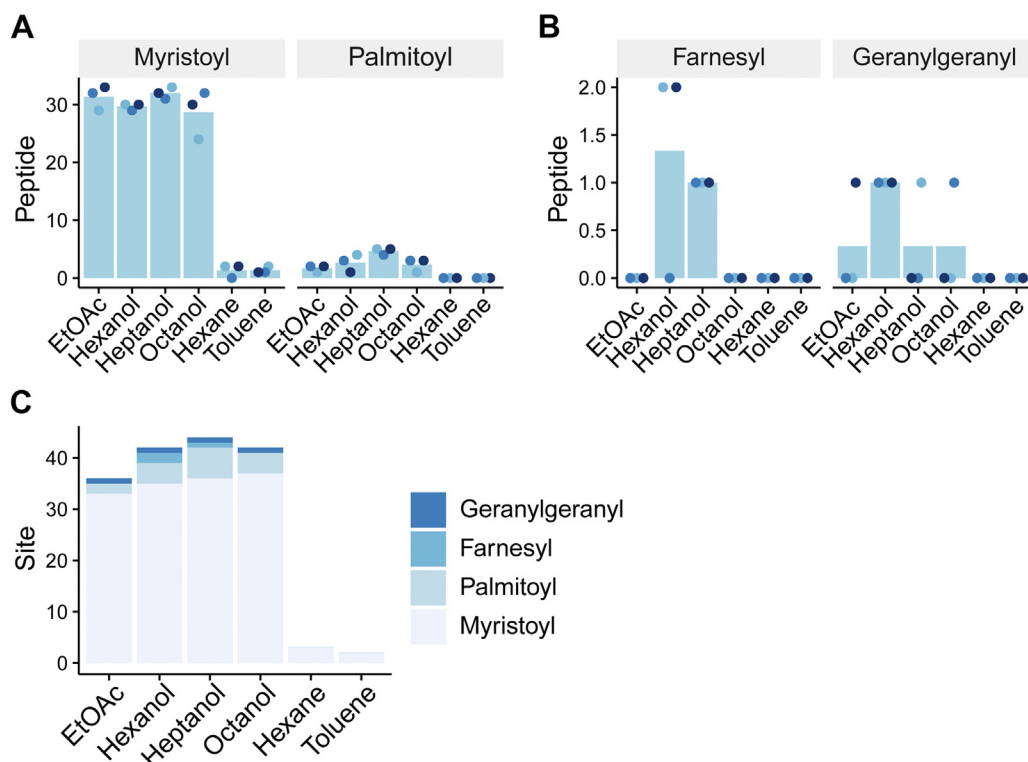 A
Myristoyl
Palmitoyl
Peptide
30
20
10
0
EtOAc
Hexanol
Heptanol
Octanol
Hexane
Toluene
EtOAc
Hexanol
Heptanol
Octanol
Hexane
Toluene
B
Farnesyl
Geranylgeranyl
Peptide
2.0
1.5
1.0
0.5
0.0
EtOAc
Hexanol
Heptanol
Octanol
Hexane
Toluene
EtOAc
Hexanol
Heptanol
Octanol
Hexane
Toluene
C
Site
40
30
20
10
0
EtOAc
Hexanol
Heptanol
Octanol
Hexane
Toluene
Geranylgeranyl
Farnesyl
Palmitoyl
Myristoyl